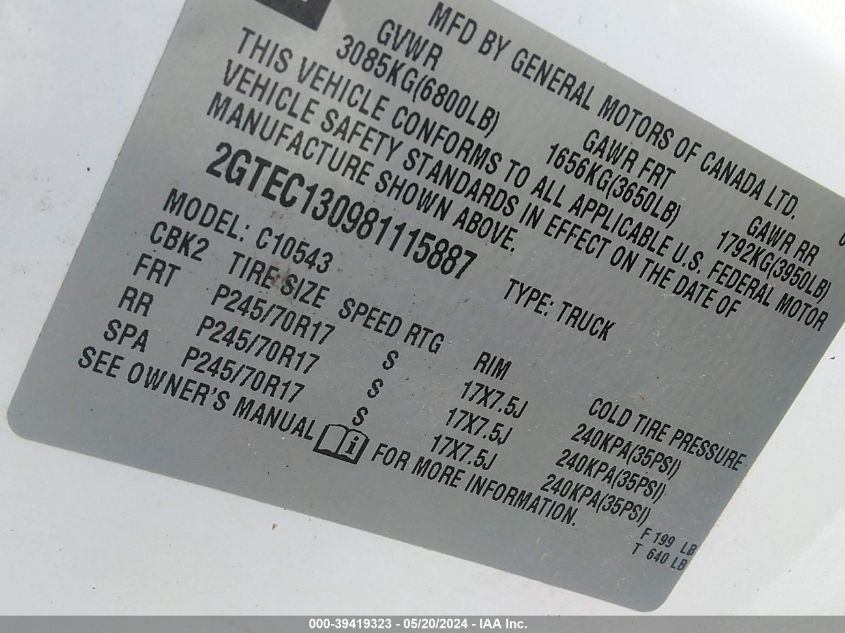 MFD BY GENERAL MOTORS OF CANADA LTD.
GVWR GAWR FRT GAWR RR
3085KG(6800LB) 1656KG(3650LB) 1792KG(3950LB)
THIS VEHICLE CONFORMS TO ALL APPLICABLE U.S. FEDERAL MOTOR
VEHICLE SAFETY STANDARDS IN EFFECT ON THE DATE OF
MANUFACTURE SHOWN ABOVE.
2GTEC130981115887 TYPE: TRUCK
MODEL: C10543
CBK2 TIRE SIZE SPEED RTG RIM COLD TIRE PRESSURE
FRT P245/70R17 S 17X7.5J 240KPA(35PSI)
RR P245/70R17 S 17X7.5J 240KPA(35PSI)
SPA P245/70R17 S 17X7.5J 240KPA(35PSI)
SEE OWNER'S MANUAL FOR MORE INFORMATION.
F 199 LB
T 640 LB
000-39419323 - 05/20/2024 - IAA Inc.